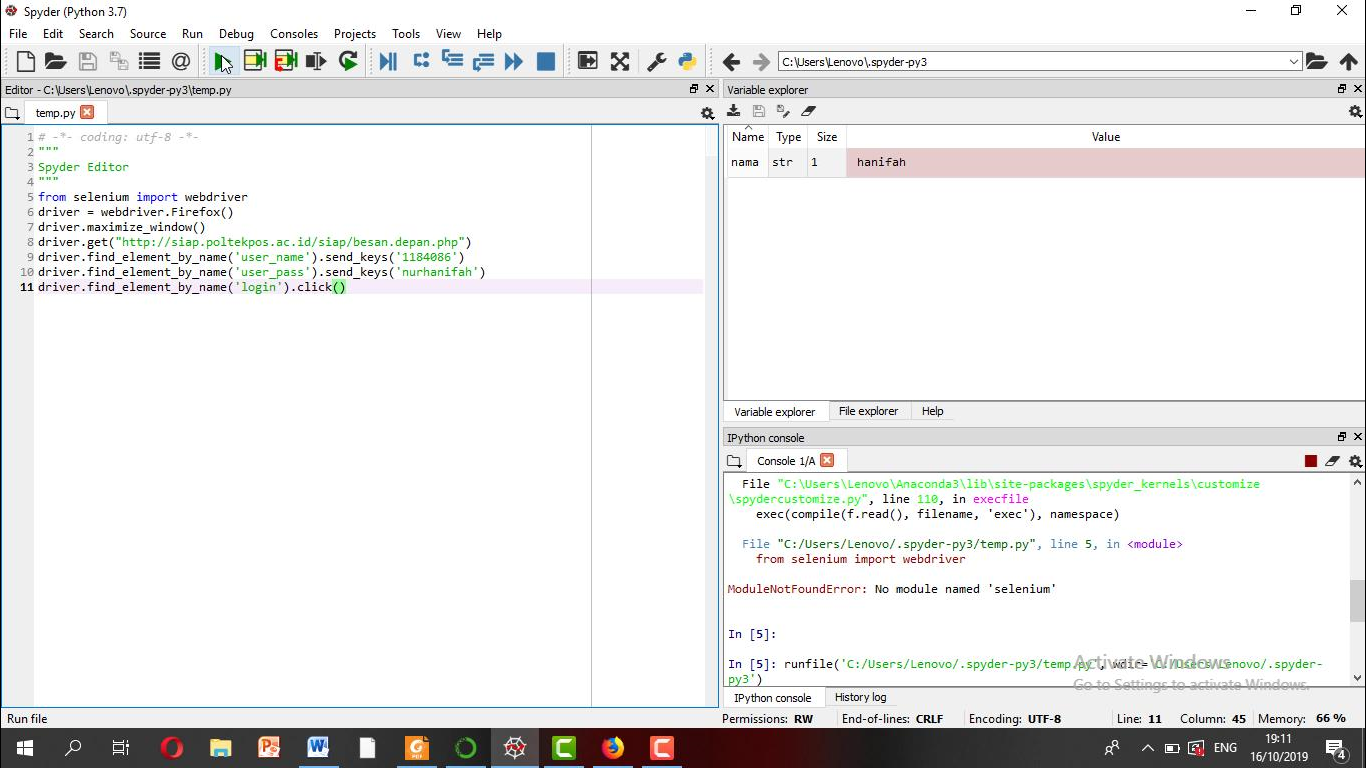 Spyder (Python 3.7)
File Edit Search Source Run Debug Consoles Projects Tools View Help
C:\Users\Lenovo\.spyder-py3
Editor - C:\Users\Lenovo\.spyder-py3\temp.py
temp.py
1 # -*- coding: utf-8 -*-
2 """
3 Spyder Editor
4 """
5 from selenium import webdriver
6 driver = webdriver.Firefox()
7 driver.maximize_window()
8 driver.get("http://siap.poltekpos.ac.id/siap/besan.depan.php")
9 driver.find_element_by_name('user_name').send_keys('1184086')
10 driver.find_element_by_name('user_pass').send_keys('nurhanifah')
11 driver.find_element_by_name('login').click()
Variable explorer
Name Type Size Value
nama str 1 hanifah
Variable explorer File explorer Help
IPython console
Console 1/A
File "C:\Users\Lenovo\Anaconda3\lib\site-packages\spyder_kernels\customize
\spydercustomize.py", line 110, in execfile
exec(compile(f.read(), filename, 'exec'), namespace)
File "C:/Users/Lenovo/.spyder-py3/temp.py", line 5, in <module>
from selenium import webdriver
ModuleNotFoundError: No module named 'selenium'
In [5]:
In [5]: runfile('C:/Users/Lenovo/.spyder-py3/temp.py', wdir='C:/Users/Lenovo/.spyder-
py3')
Activate Windows
Go to Settings to activate Windows.
IPython console History log
Run file
Permissions: RW End-of-lines: CRLF Encoding: UTF-8 Line: 11 Column: 45 Memory: 66 %
ENG
19:11
16/10/2019
4